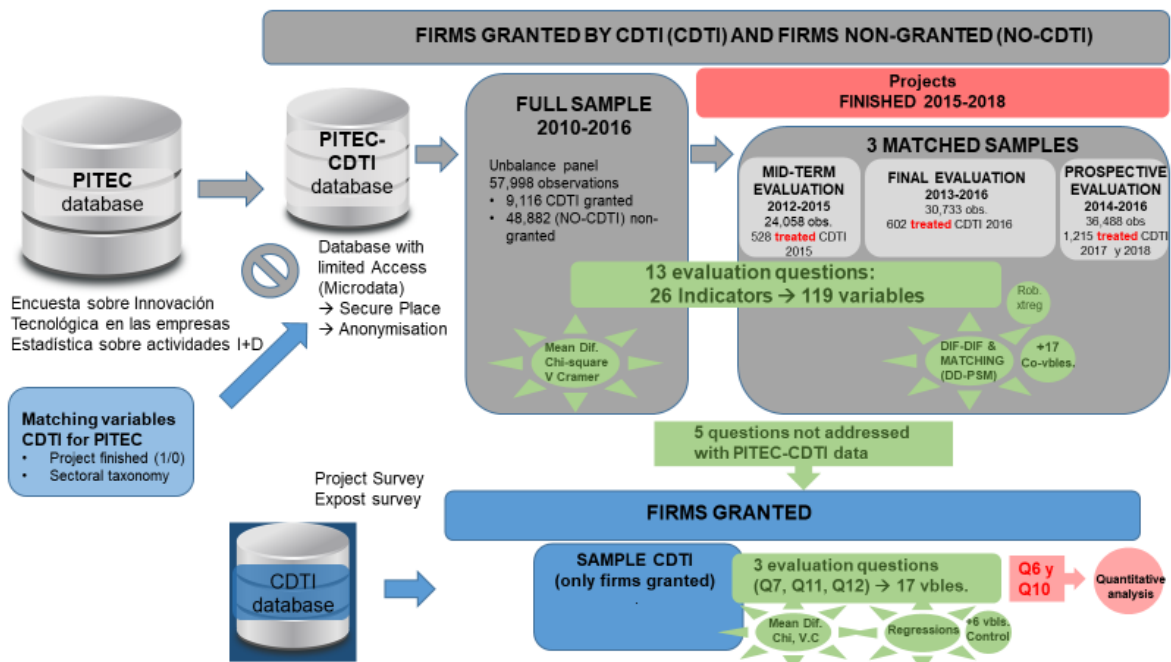 FIRMS GRANTED BY CDTI (CDTI) AND FIRMS NON-GRANTED (NO-CDTI)
Projects
FINISHED 2015-2018
PITEC
database
PITEC-
CDTI
database
FULL SAMPLE
2010-2016
Unbalance panel
57,998 observations
• 9,116 CDTI granted
• 48,882 (NO-CDTI) non-
granted
3 MATCHED SAMPLES
MID-TERM
EVALUATION
2012-2015
24,058 obs.
528 treated CDTI
2015
FINAL EVALUATION
2013-2016
30,733 obs.
602 treated CDTI 2016
PROSPECTIVE
EVALUATION
2014-2016
36,488 obs
1,215 treated CDTI
2017 y 2018
Encuesta sobre Innovación
Tecnológica en las empresas
Estadística sobre actividades I+D
Database with
limited Access
(Microdata)
→ Secure Place
→ Anonymisation
13 evaluation questions:
26 Indicators → 119 variables
Rob.
xtreg
Mean Dif.
Chi-square
V Cramer
DIF-DIF &
MATCHING
(DD-PSM)
+17
Co-vbles.
Matching variables
CDTI for PITEC
• Project finished (1/0)
• Sectoral taxonomy
5 questions not addressed
with PITEC-CDTI data
Project Survey
Expost survey
FIRMS GRANTED
CDTI
database
SAMPLE CDTI
(only firms granted)
.
3 evaluation questions
(Q7, Q11, Q12) → 17 vbles.
Q6 y
Q10
Quantitative
analysis
Mean Dif.
Chi, V.C
Regressions
+6 vbls.
Control